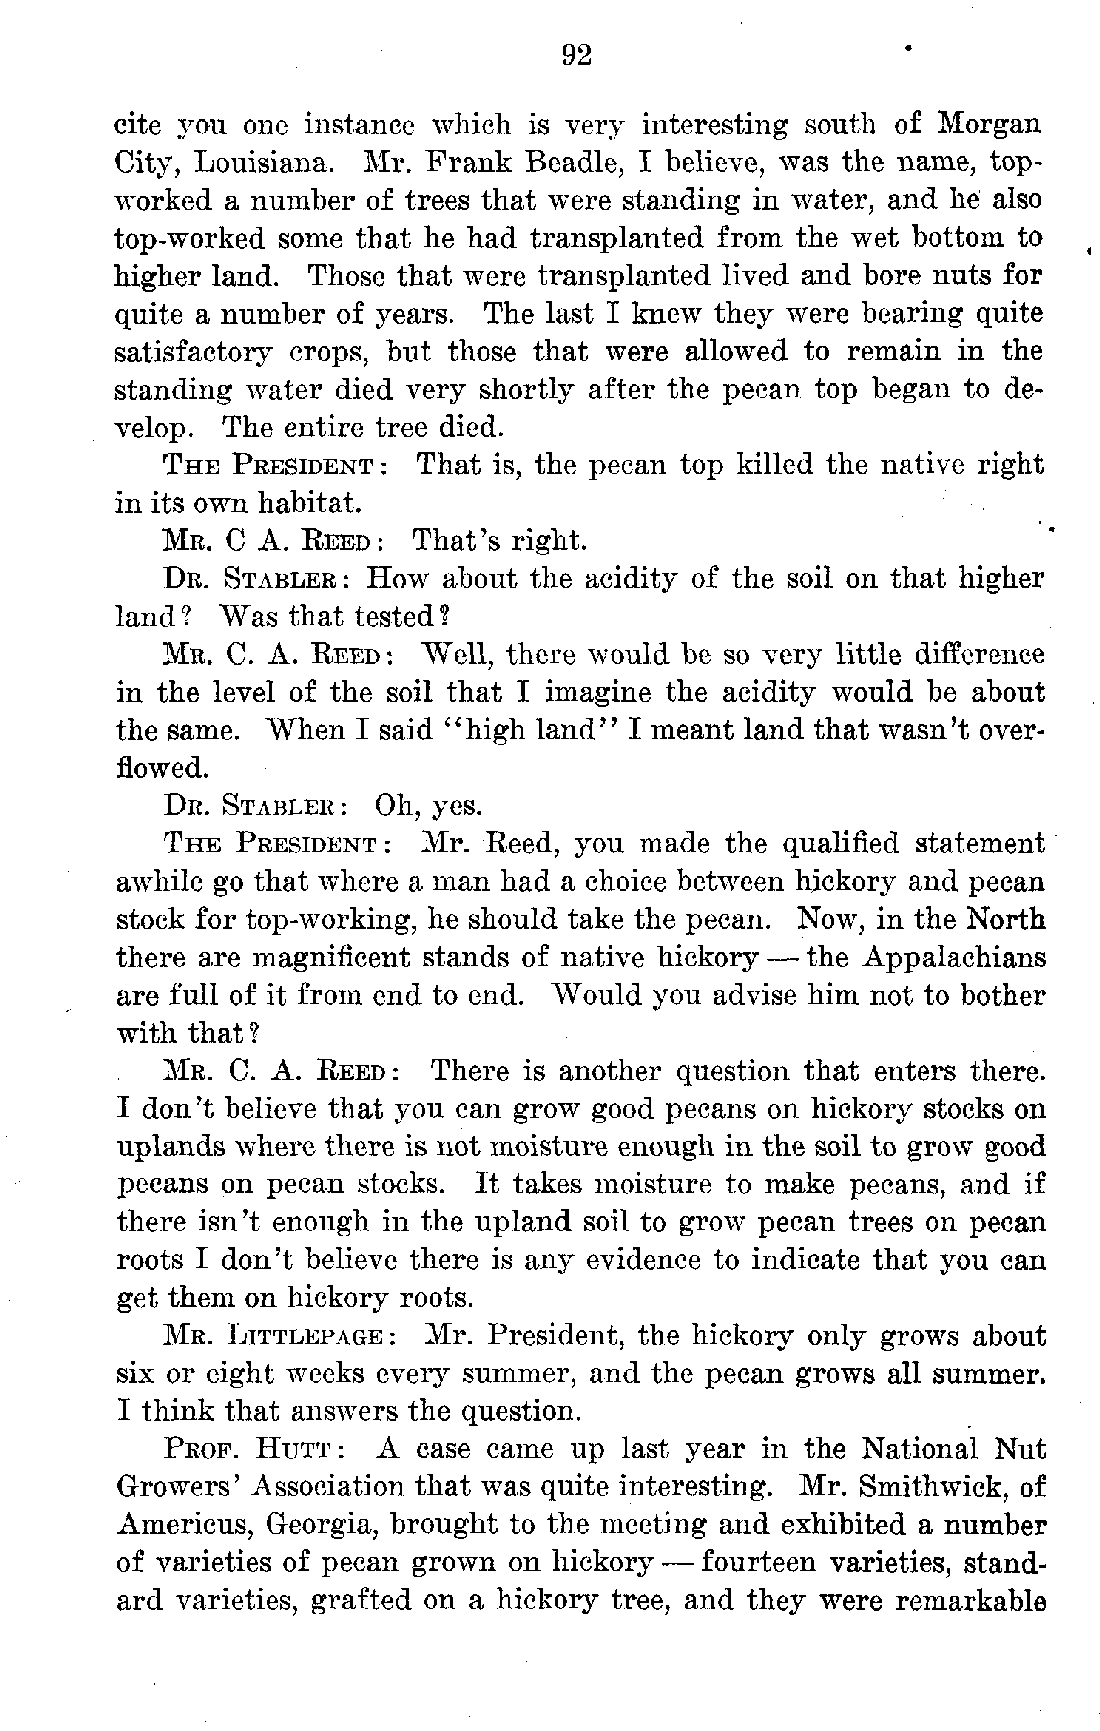 92
cite you one instance which is very interesting south of Morgan
City, Louisiana. Mr. Frank Beadle, I believe, was the name, top-
worked a number of trees that were standing in water, and he also
top-worked some that he had transplanted from the wet bottom to
higher land. Those that were transplanted lived and bore nuts for
quite a number of years. The last I knew they were bearing quite
satisfactory crops, but those that were allowed to remain in the
standing water died very shortly after the pecan top began to de-
velop. The entire tree died.
THE PRESIDENT: That is, the pecan top killed the native right
in its own habitat.
MR. C A. REED: That's right.
DR. STABLER: How about the acidity of the soil on that higher
land? Was that tested?
MR. C. A. REED: Well, there would be so very little difference
in the level of the soil that I imagine the acidity would be about
the same. When I said "high land" I meant land that wasn't over-
flowed.
DR. STABLER: Oh, yes.
THE PRESIDENT: Mr. Reed, you made the qualified statement
awhile go that where a man had a choice between hickory and pecan
stock for top-working, he should take the pecan. Now, in the North
there are magnificent stands of native hickory — the Appalachians
are full of it from end to end. Would you advise him not to bother
with that?
MR. C. A. REED: There is another question that enters there.
I don't believe that you can grow good pecans on hickory stocks on
uplands where there is not moisture enough in the soil to grow good
pecans on pecan stocks. It takes moisture to make pecans, and if
there isn't enough in the upland soil to grow pecan trees on pecan
roots I don't believe there is any evidence to indicate that you can
get them on hickory roots.
MR. LITTLEPAGE: Mr. President, the hickory only grows about
six or eight weeks every summer, and the pecan grows all summer.
I think that answers the question.
PROF. HUTT: A case came up last year in the National Nut
Growers' Association that was quite interesting. Mr. Smithwick, of
Americus, Georgia, brought to the meeting and exhibited a number
of varieties of pecan grown on hickory — fourteen varieties, stand-
ard varieties, grafted on a hickory tree, and they were remarkable